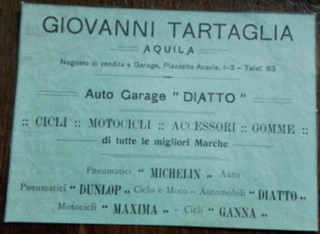 GIOVANNI TARTAGLIA
AQUILA
Negozio di vendita e Garage, Piazzetta Acacie, 1-3 - Telef. 83
Auto Garage "DIATTO"
:: CICLI :: MOTOCICLI :: ACCESSORI :: GOMME ::
di tutte le migliori Marche
Pneumatici "MICHELIN" Auto
Pneumatici "DUNLOP" Ciclo e Moto - Automobili "DIATTO"
Motocicli "MAXIMA" - Cicli "GANNA"